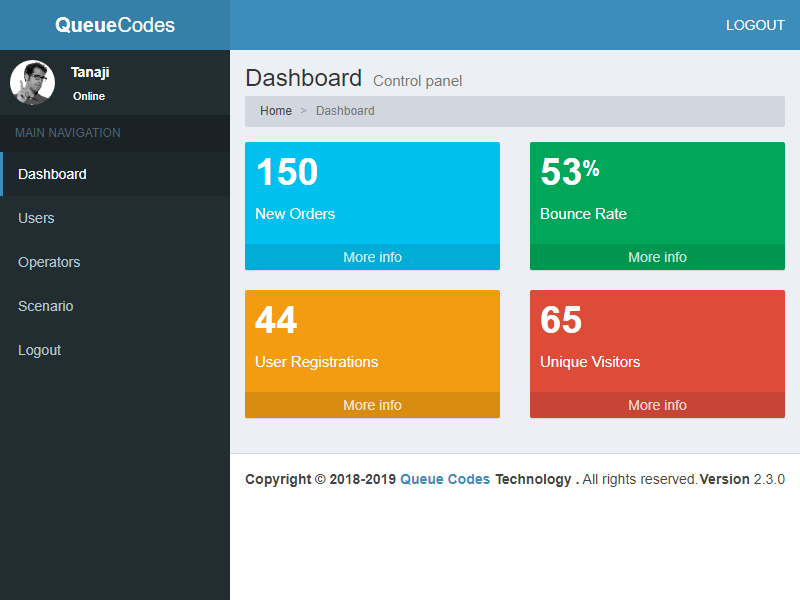 QueueCodes
LOGOUT
Tanaji
Online
MAIN NAVIGATION
Dashboard
Users
Operators
Scenario
Logout
Dashboard Control panel
Home > Dashboard
150
New Orders
More info
53%
Bounce Rate
More info
44
User Registrations
More info
65
Unique Visitors
More info
Copyright © 2018-2019 Queue Codes Technology . All rights reserved. Version 2.3.0